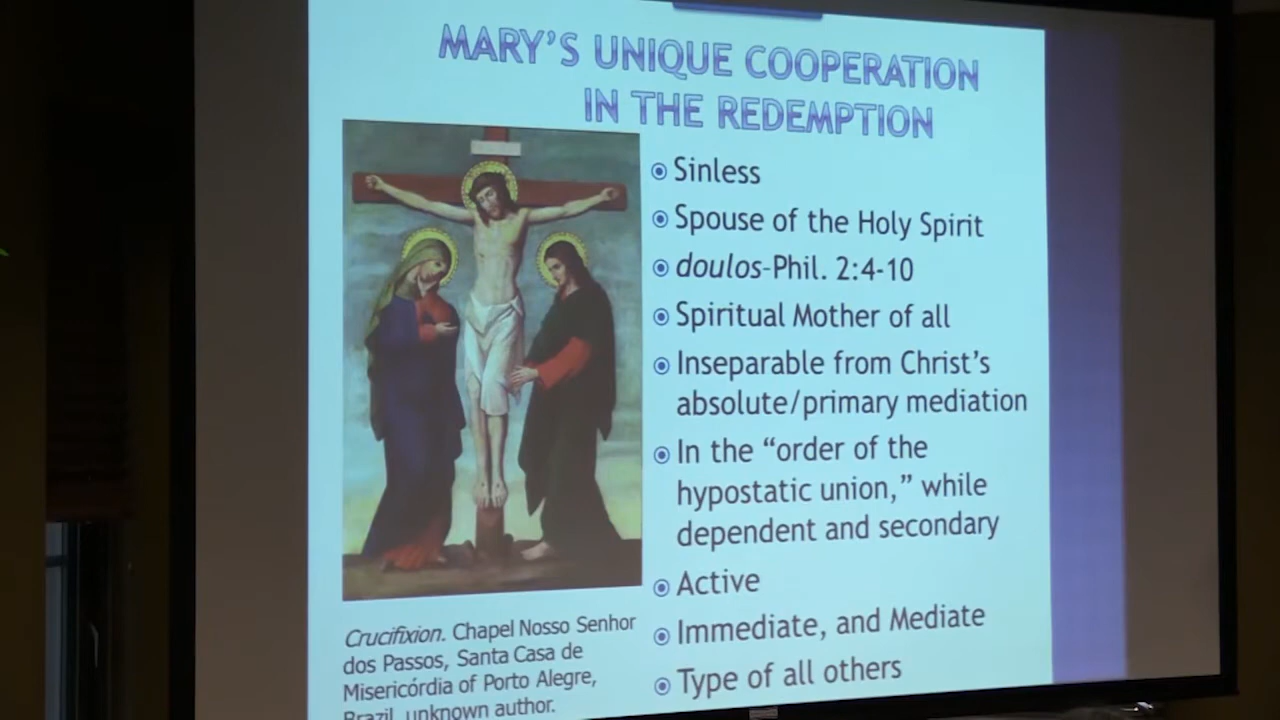 MARY'S UNIQUE COOPERATION
IN THE REDEMPTION
Sinless
Spouse of the Holy Spirit
doulos-Phil. 2:4-10
Spiritual Mother of all
Inseparable from Christ's
absolute/primary mediation
In the “order of the
hypostatic union,” while
dependent and secondary
Active
Immediate, and Mediate
Type of all others
Crucifixion. Chapel Nosso Senhor
dos Passos, Santa Casa de
Misericórdia of Porto Alegre,
Brazil, unknown author.